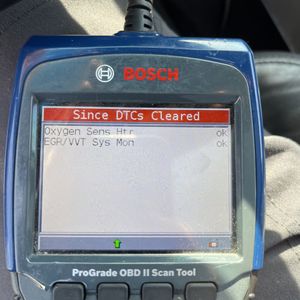 BOSCH
Since DTCs Cleared
Oxygen Sens Htr ok
EGR/VVT Sys Mon ok
ProGrade OBD II Scan Tool